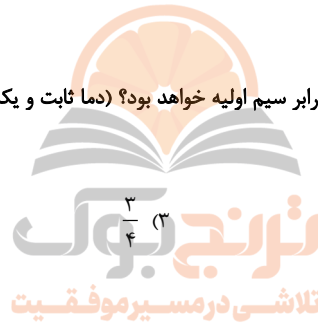 رابر سیم اولیه خواهد بود؟ (دما ثابت و یک
۳) ۳/۴
ترنج بوک
تلاشی در مسیر موفقیت